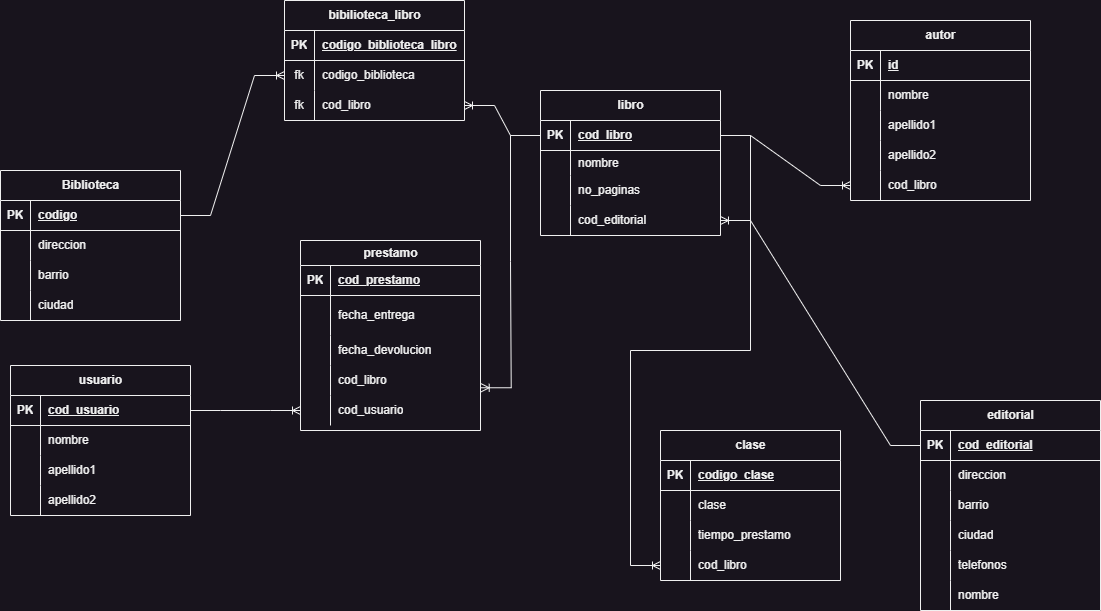 bibilioteca_libro
PK codigo_biblioteca_libro
fk codigo_biblioteca
fk cod_libro
autor
PK id
nombre
apellido1
apellido2
cod_libro
libro
PK cod_libro
nombre
no_paginas
cod_editorial
Biblioteca
PK codigo
direccion
barrio
ciudad
prestamo
PK cod_prestamo
fecha_entrega
fecha_devolucion
cod_libro
cod_usuario
usuario
PK cod_usuario
nombre
apellido1
apellido2
clase
PK codigo_clase
clase
tiempo_prestamo
cod_libro
editorial
PK cod_editorial
direccion
barrio
ciudad
telefonos
nombre